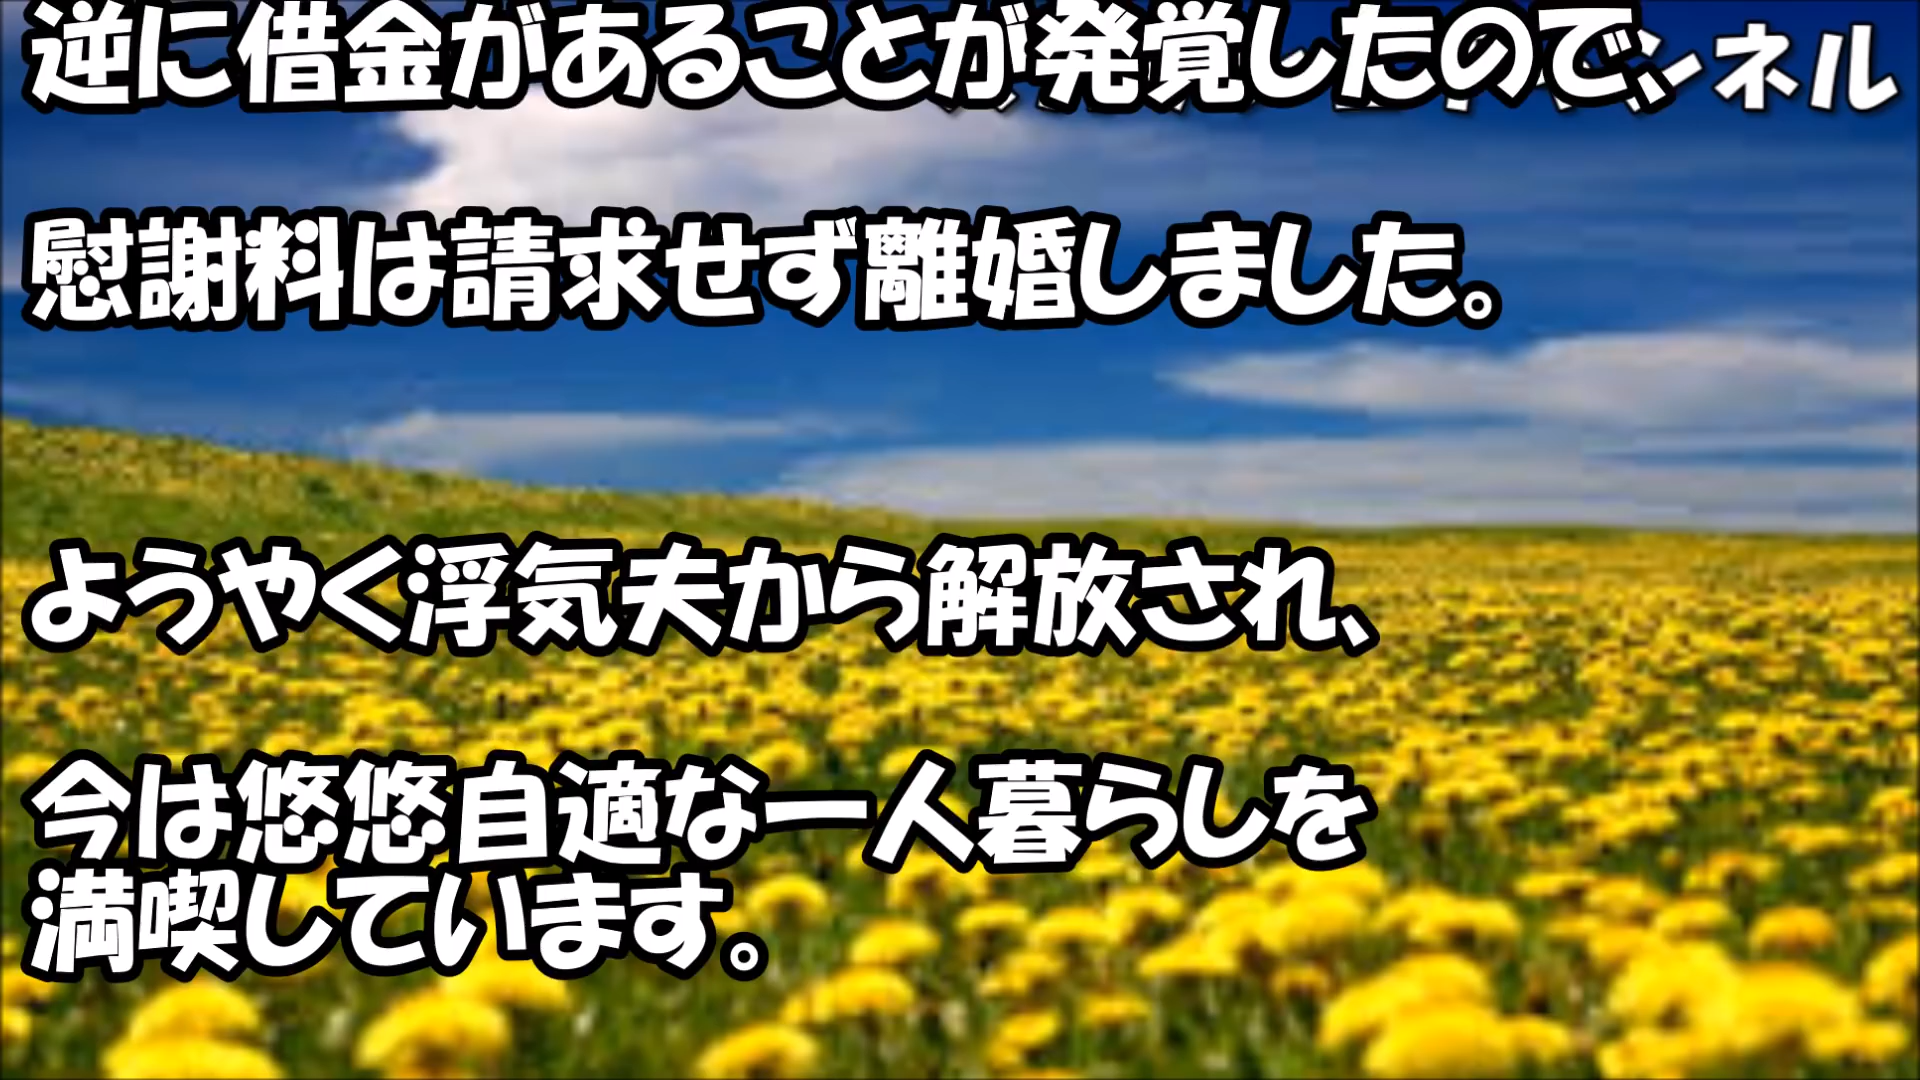 逆に借金があることが発覚したので、
ンネル
慰謝料は請求せず離婚しました。
ようやく浮気夫から解放され、
今は悠悠自適な一人暮らしを
満喫しています。